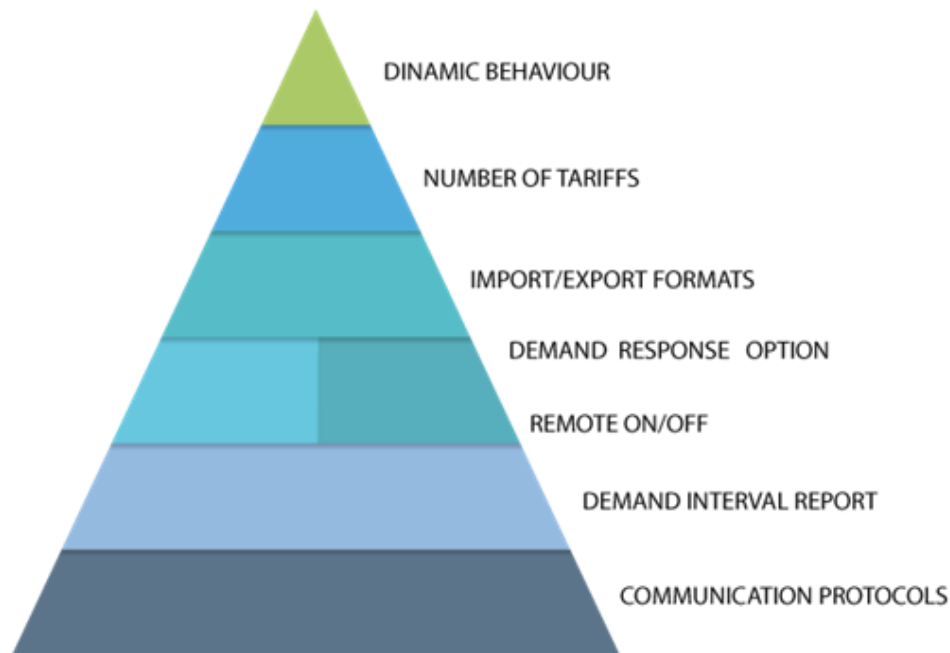 DINAMIC BEHAVIOUR
NUMBER OF TARIFFS
IMPORT/EXPORT FORMATS
DEMAND RESPONSE OPTION
REMOTE ON/OFF
DEMAND INTERVAL REPORT
COMMUNICATION PROTOCOLS